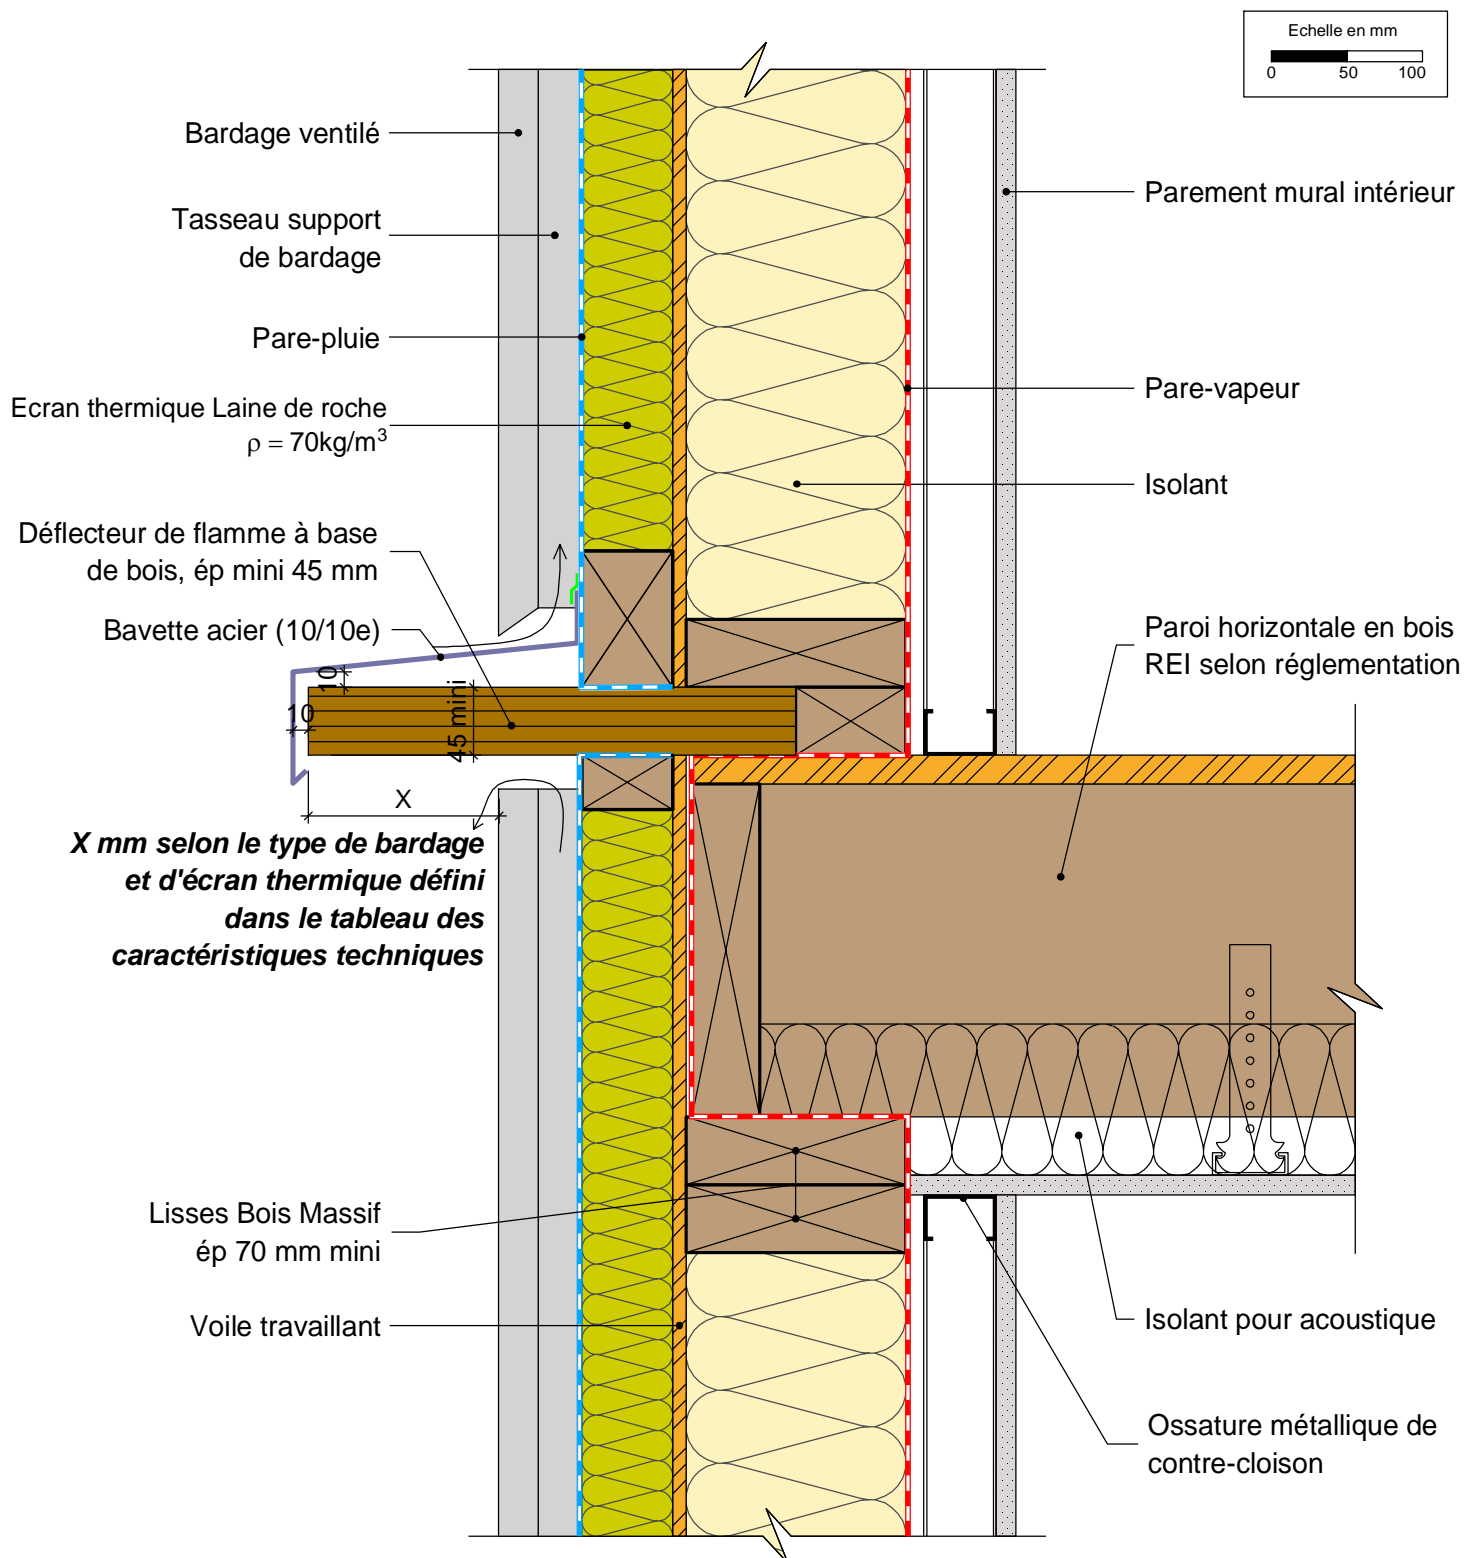 Echelle en mm
0 50 100
Bardage ventilé
Tasseau support
de bardage
Pare-pluie
Ecran thermique Laine de roche
ρ = 70kg/m³
Déflecteur de flamme à base
de bois, ép mini 45 mm
Bavette acier (10/10e)
10
10
45 mini
X
X mm selon le type de bardage
et d'écran thermique défini
dans le tableau des
caractéristiques techniques
Lisses Bois Massif
ép 70 mm mini
Voile travaillant
Parement mural intérieur
Pare-vapeur
Isolant
Paroi horizontale en bois
REI selon réglementation
Isolant pour acoustique
Ossature métallique de
contre-cloison